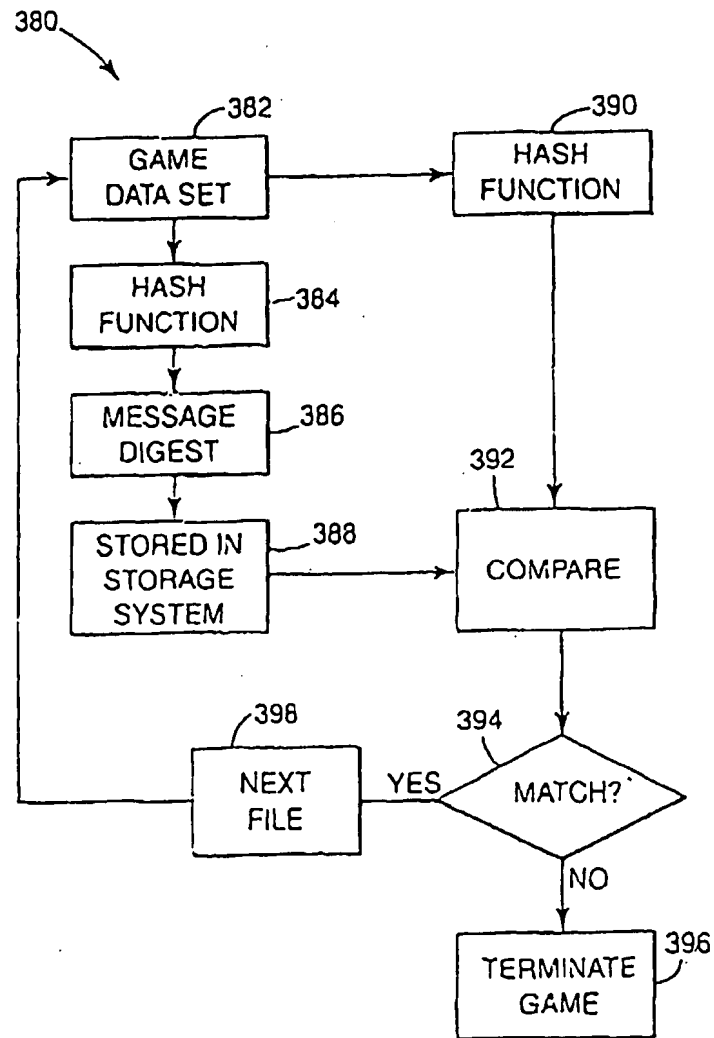 380
382
GAME
DATA SET
390
HASH
FUNCTION
HASH
FUNCTION
384
MESSAGE
DIGEST
386
STORED IN
STORAGE
SYSTEM
388
392
COMPARE
398
NEXT
FILE
YES
394
MATCH?
NO
TERMINATE
GAME
396